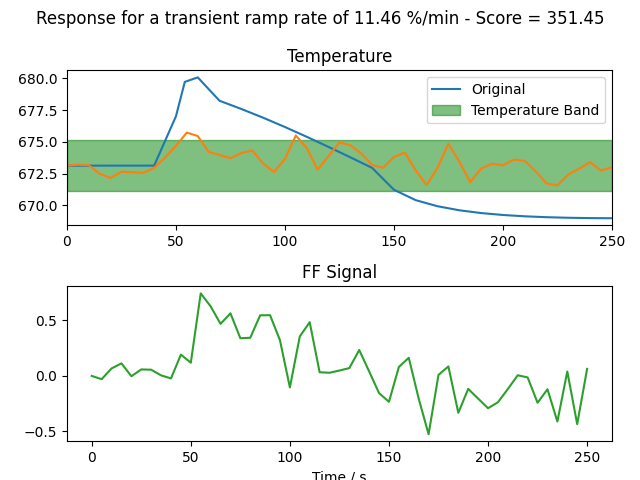 Response for a transient ramp rate of 11.46 %/min - Score = 351.45
Temperature
680.0
677.5
675.0
672.5
670.0
Original
Temperature Band
0 50 100 150 200 250
FF Signal
0.5
0.0
−0.5
0 50 100 150 200 250
Time / s